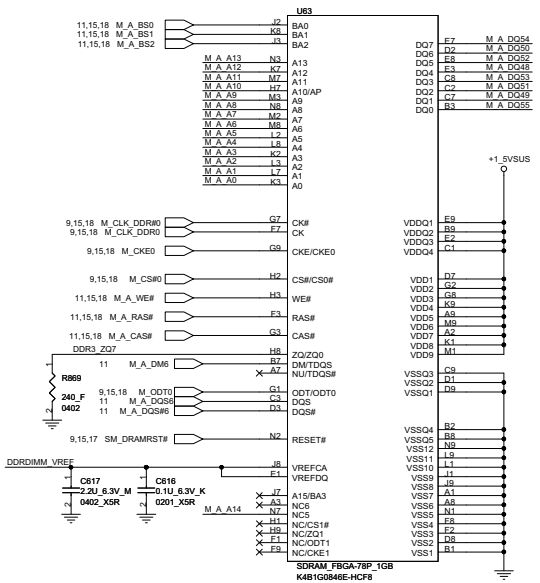 U63
11,15,18 M_A_BS0 J2 BA0
11,15,18 M_A_BS1 K8 BA1
11,15,18 M_A_BS2 J3 BA2
M_A_A13 N3 A13
M_A_A12 K7 A12
M_A_A11 M7 A11
M_A_A10 H7 A10/AP
M_A_A9 M3 A9
M_A_A8 N8 A8
M_A_A7 M2 A7
M_A_A6 M8 A6
M_A_A5 L2 A5
M_A_A4 L8 A4
M_A_A3 K2 A3
M_A_A2 L3 A2
M_A_A1 L7 A1
M_A_A0 K3 A0
DQ7 E7 M_A_DQ54
DQ6 D2 M_A_DQ50
DQ5 E8 M_A_DQ52
DQ4 E3 M_A_DQ48
DQ3 C8 M_A_DQ53
DQ2 C2 M_A_DQ51
DQ1 C7 M_A_DQ49
DQ0 B3 M_A_DQ55
+1_5VSUS
9,15,18 M_CLK_DDR#0 G7 CK#
9,15,18 M_CLK_DDR0 F7 CK
9,15,18 M_CKE0 G9 CKE/CKE0
9,15,18 M_CS#0 H2 CS#/CS0#
11,15,18 M_A_WE# H3 WE#
11,15,18 M_A_RAS# F3 RAS#
11,15,18 M_A_CAS# G3 CAS#
VDDQ1 E9
VDDQ2 B9
VDDQ3 E2
VDDQ4 C1
VDD1 D7
VDD2 G2
VDD3 G8
VDD4 K9
VDD5 A9
VDD6 M9
VDD7 A2
VDD8 K1
VDD9 M1
DDR3_ZQ7 H8 ZQ/ZQ0
11 M_A_DM6 B7 DM/TDQS
A7 NU/TDQS#
1
R869
240_F
0402
2
9,15,18 M_ODT0 G1 ODT/ODT0
11 M_A_DQS6 C3 DQS
11 M_A_DQS#6 D3 DQS#
9,15,17 SM_DRAMRST# N2 RESET#
VSSQ3 C9
VSSQ2 D1
VSSQ1 D9
VSSQ4 B2
VSSQ5 B8
VSS12 N9
VSS11 L9
VSS10 L1
VSS9 J1
VSS8 J9
VSS7 A1
VSS6 A8
VSS5 N1
VSS4 F8
VSS3 F2
VSS2 D8
VSS1 B1
DDRDIMM_VREF J8 VREFCA
E1 VREFDQ
1
C617
2.2U_6.3V_M
0402_X5R
2
1
C616
0.1U_6.3V_K
0201_X5R
2
J7 A15/BA3
A3 NC6
M_A_A14 N7 NC5
H1 NC/CS1#
H9 NC/ZQ1
F1 NC/ODT1
F9 NC/CKE1
SDRAM_FBGA-78P_1GB
K4B1G0846E-HCF8